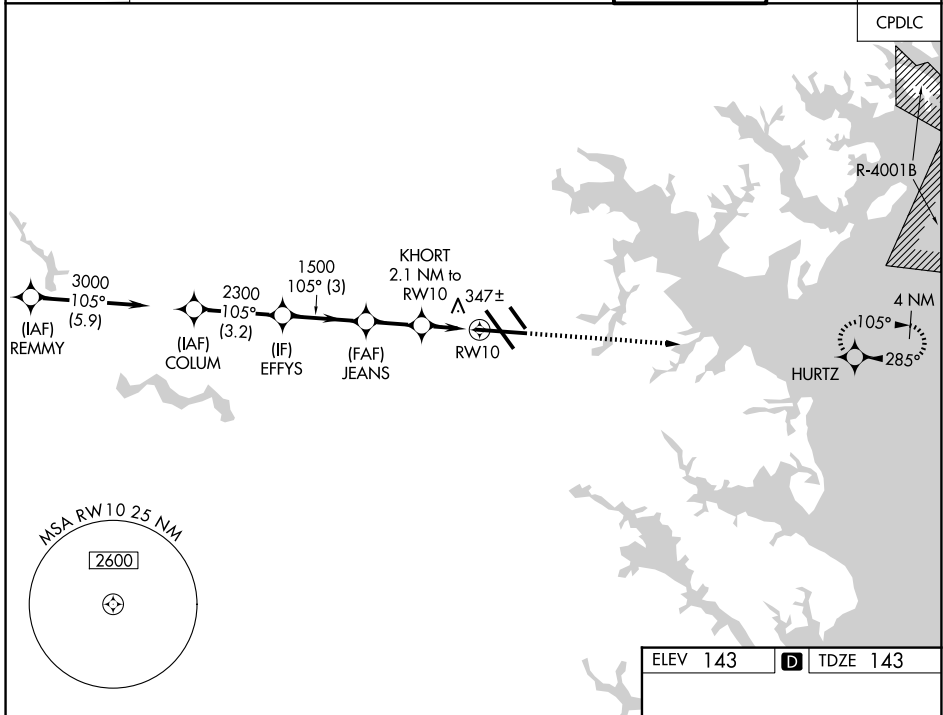 CPDLC
R-4001B
3000
105°
(5.9)
(IAF)
REMMY
2300
105°
(3.2)
(IAF)
COLUM
1500
105° (3)
(IF)
EFFYS
(FAF)
JEANS
KHORT
2.1 NM to
RW10
347±
RW10
4 NM
105°
285°
HURTZ
MSA RW10 25 NM
2600
ELEV 143 D TDZE 143